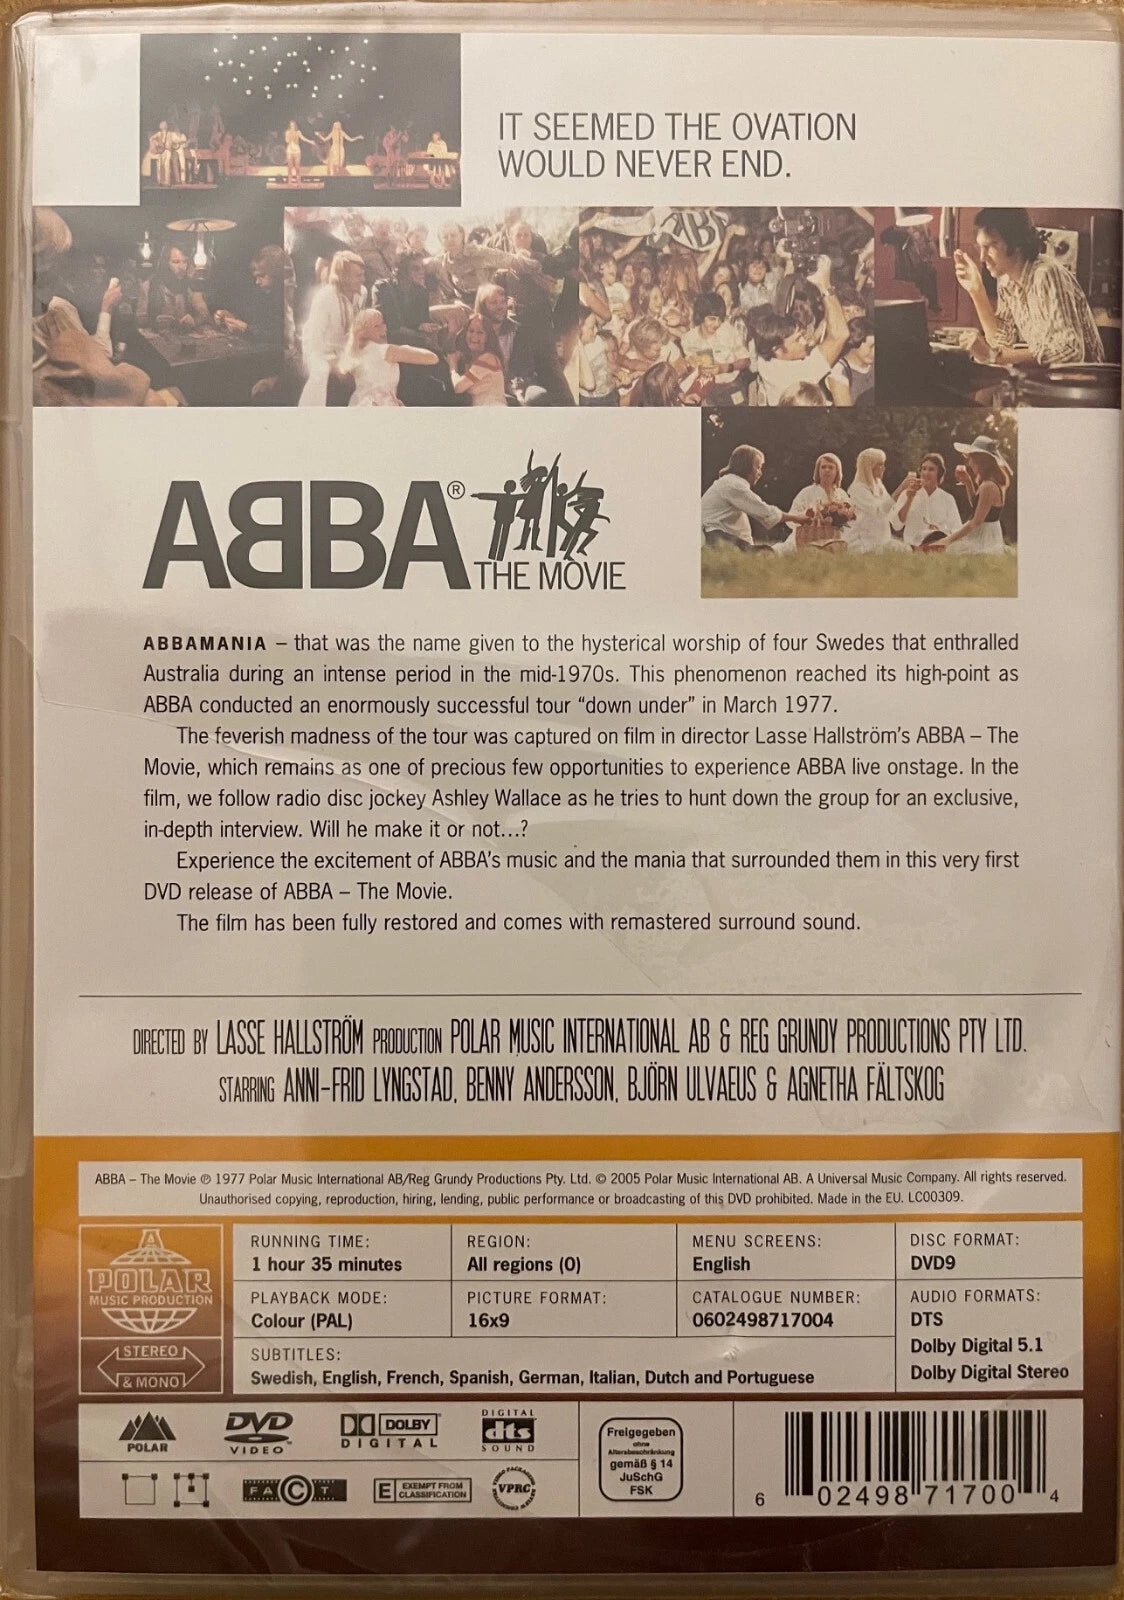 IT SEEMED THE OVATION
WOULD NEVER END.
ABBA
ABBA®
THE MOVIE
ABBAMANIA – that was the name given to the hysterical worship of four Swedes that enthralled
Australia during an intense period in the mid-1970s. This phenomenon reached its high-point as
ABBA conducted an enormously successful tour “down under” in March 1977.
The feverish madness of the tour was captured on film in director Lasse Hallström’s ABBA – The
Movie, which remains as one of precious few opportunities to experience ABBA live onstage. In the
film, we follow radio disc jockey Ashley Wallace as he tries to hunt down the group for an exclusive,
in-depth interview. Will he make it or not…?
Experience the excitement of ABBA’s music and the mania that surrounded them in this very first
DVD release of ABBA – The Movie.
The film has been fully restored and comes with remastered surround sound.
DIRECTED BY LASSE HALLSTRÖM PRODUCTION POLAR MUSIC INTERNATIONAL AB & REG GRUNDY PRODUCTIONS PTY LTD.
STARRING ANNI-FRID LYNGSTAD, BENNY ANDERSSON, BJÖRN ULVAEUS & AGNETHA FÄLTSKOG
ABBA – The Movie ℗ 1977 Polar Music International AB/Reg Grundy Productions Pty. Ltd. © 2005 Polar Music International AB. A Universal Music Company. All rights reserved.
Unauthorised copying, reproduction, hiring, lending, public performance or broadcasting of this DVD prohibited. Made in the EU. LC00309.
A
POLAR
MUSIC PRODUCTION
STEREO
& MONO
RUNNING TIME:
1 hour 35 minutes
REGION:
All regions (0)
MENU SCREENS:
English
DISC FORMAT:
DVD9
PLAYBACK MODE:
Colour (PAL)
PICTURE FORMAT:
16x9
CATALOGUE NUMBER:
0602498717004
AUDIO FORMATS:
DTS
Dolby Digital 5.1
Dolby Digital Stereo
SUBTITLES:
Swedish, English, French, Spanish, German, Italian, Dutch and Portuguese
POLAR
DVD
VIDEO™
DOLBY
DIGITAL
DIGITAL
dts
SOUND
FACT
E EXEMPT FROM
CLASSIFICATION
VIDEO PACKAGING REVIEW COMMITTEE
VPRC
Freigegeben
ohne
Altersbeschränkung
gemäß § 14
JuSchG
FSK
6 02498 71700 4